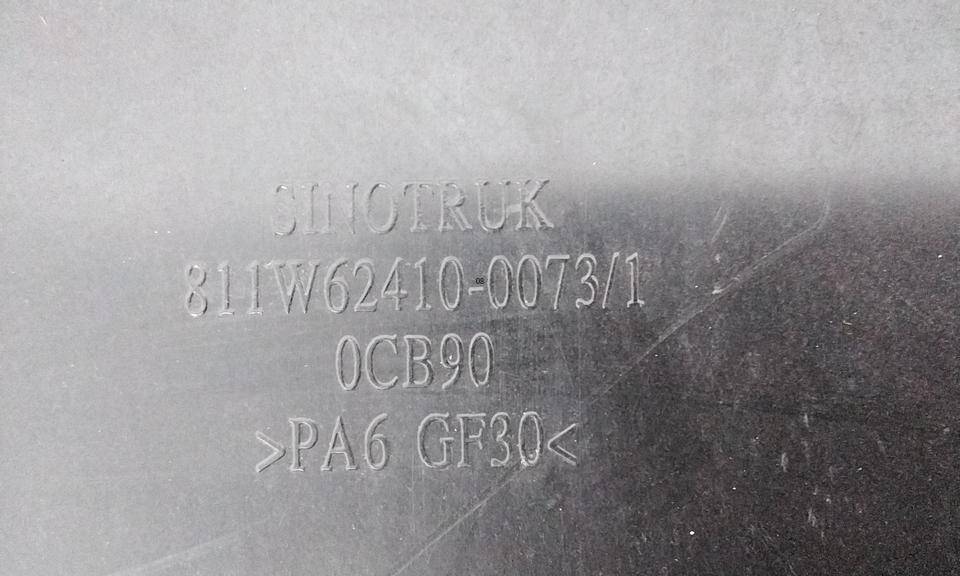 SINOTRUK
811W62410-0073/1
0CB90
>PA6 GF30<